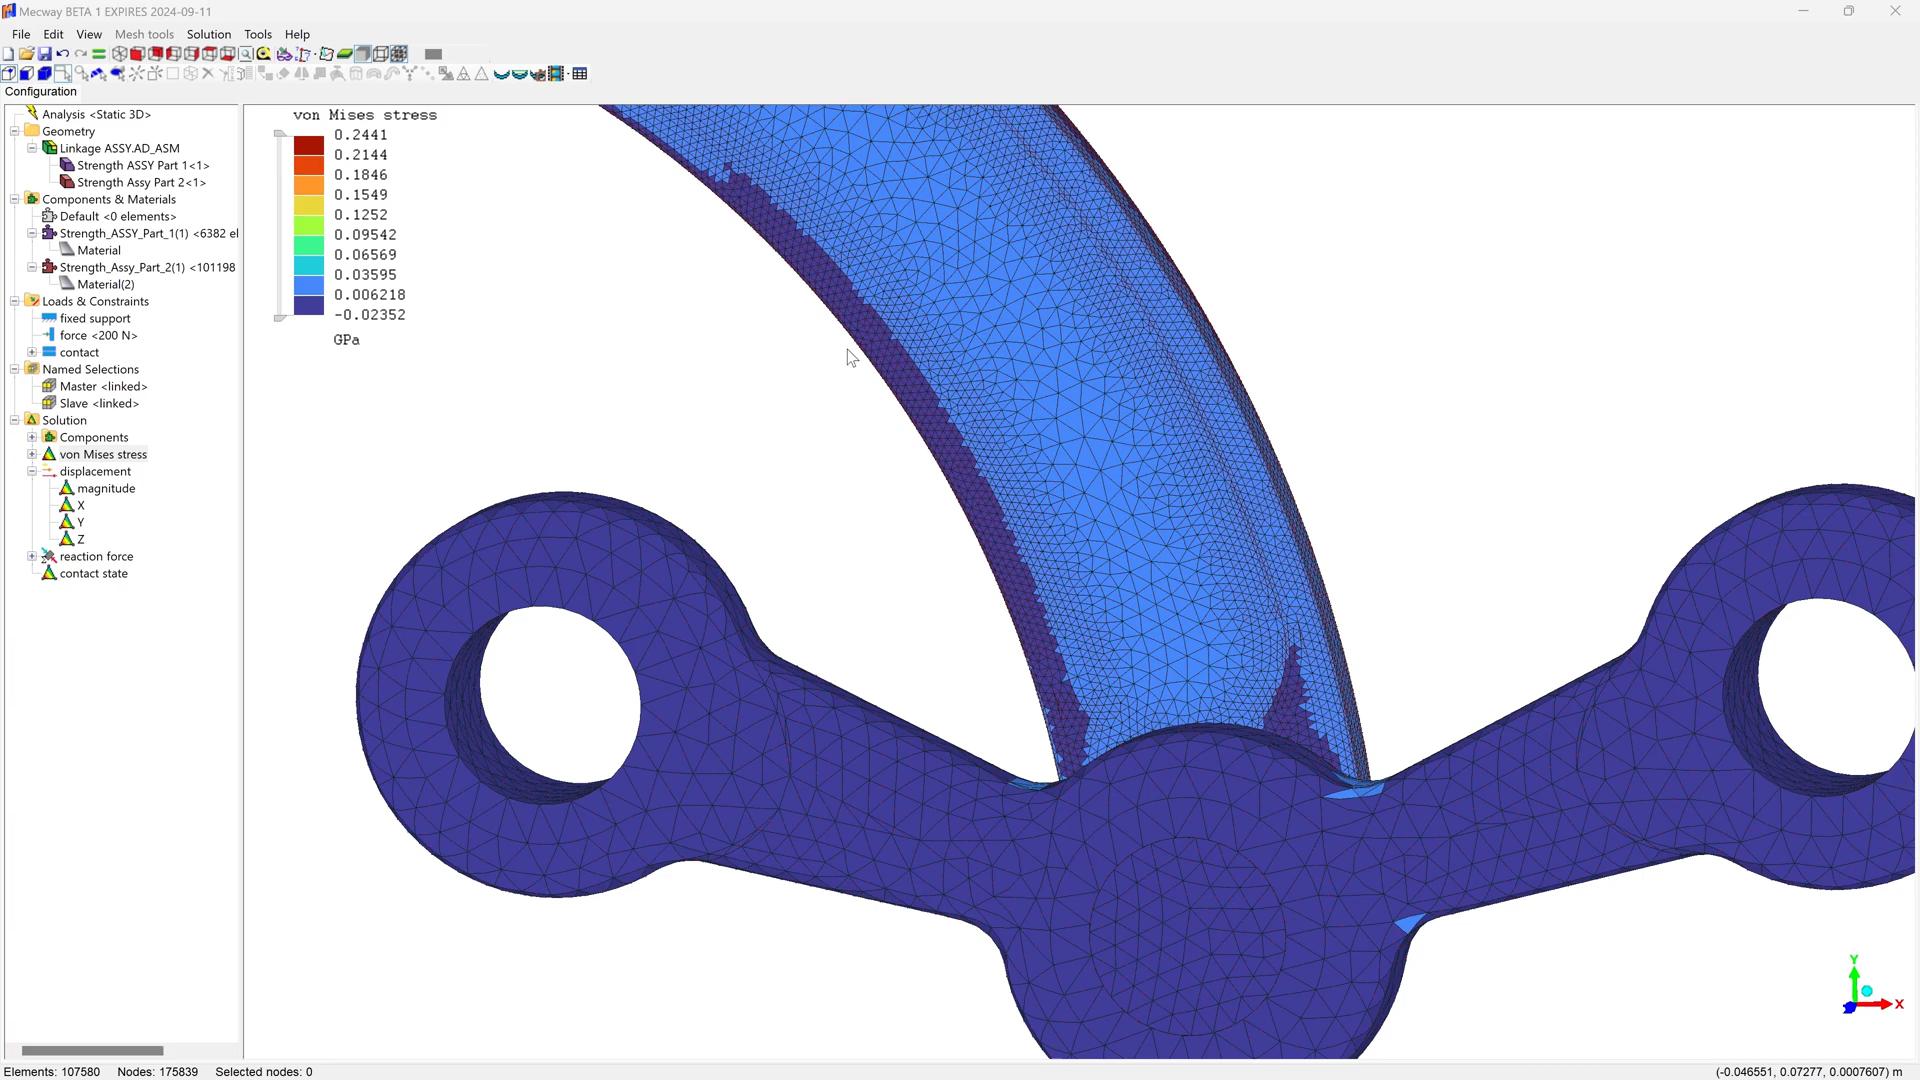 Mecway BETA 1 EXPIRES 2024-09-11
File Edit View Mesh tools Solution Tools Help
Configuration
Analysis <Static 3D>
Geometry
Linkage ASSY.AD_ASM
Strength ASSY Part 1<1>
Strength Assy Part 2<1>
Components & Materials
Default <0 elements>
Strength_ASSY_Part_1(1) <6382 el
Material
Strength_Assy_Part_2(1) <101198
Material(2)
Loads & Constraints
fixed support
force <200 N>
contact
Named Selections
Master <linked>
Slave <linked>
Solution
Components
von Mises stress
displacement
magnitude
X
Y
Z
reaction force
contact state
von Mises stress
0.2441
0.2144
0.1846
0.1549
0.1252
0.09542
0.06569
0.03595
0.006218
-0.02352
GPa
Y
X
Elements: 107580 Nodes: 175839 Selected nodes: 0
(-0.046551, 0.07277, 0.0007607) m